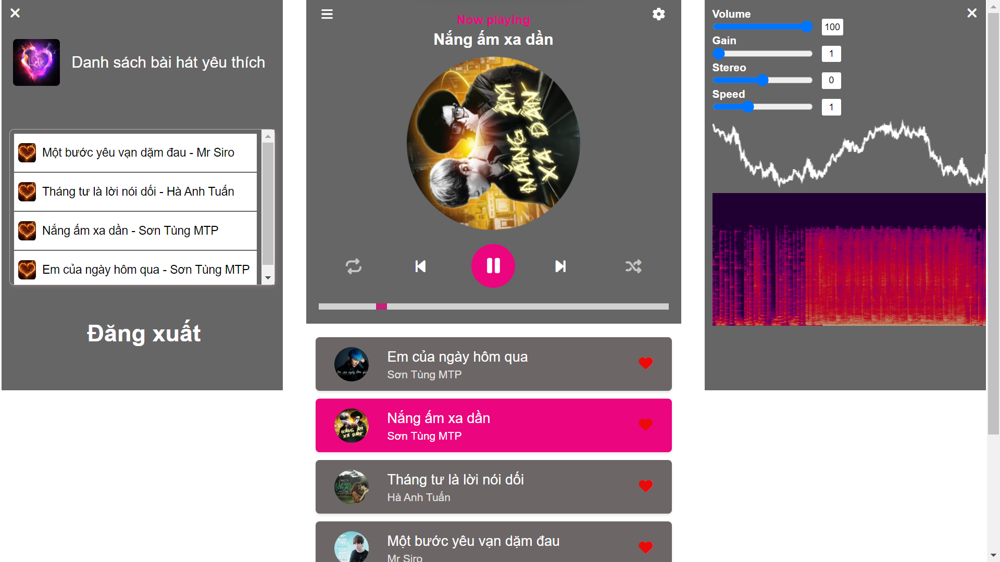 Danh sách bài hát yêu thích
Một bước yêu vạn dặm đau - Mr Siro
Tháng tư là lời nói dối - Hà Anh Tuấn
Nắng ấm xa dần - Sơn Tùng MTP
Em của ngày hôm qua - Sơn Tùng MTP
Đăng xuất
Now playing
Nắng ấm xa dần
NẮNG ẤM
XA DẦN
Em của ngày hôm qua
Sơn Tùng MTP
Nắng ấm xa dần
Sơn Tùng MTP
NẮNG ẤM
XA DẦN
Tháng tư là lời nói dối
Hà Anh Tuấn
Một bước yêu vạn dặm đau
Mr Siro
Volume
100
Gain
1
Stereo
0
Speed
1